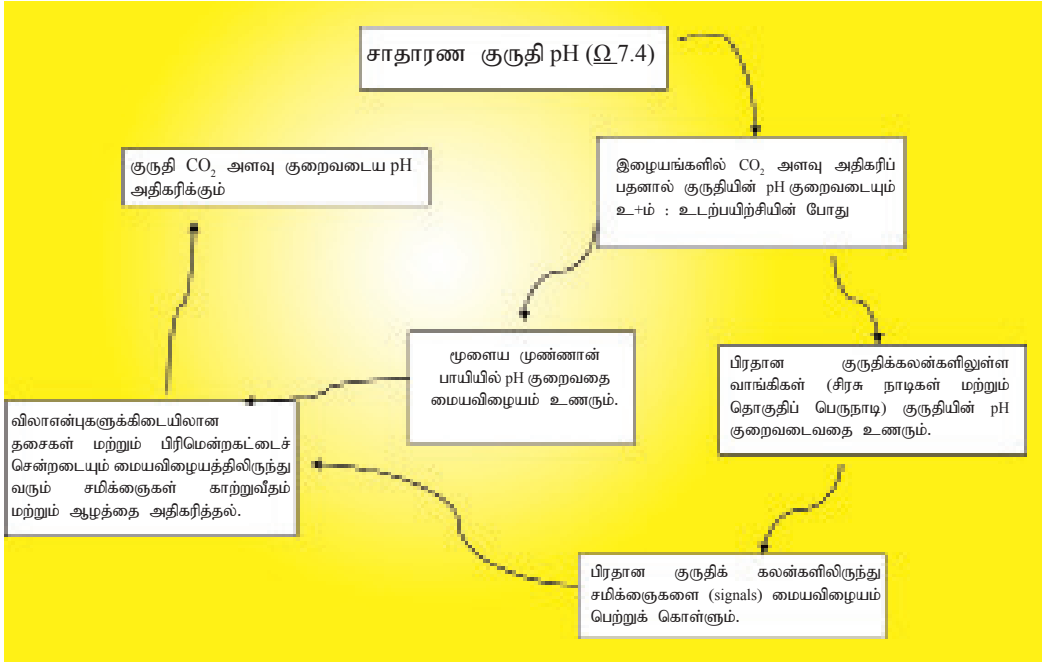 சாதாரண குருதி pH (Ω 7.4)
குருதி CO₂ அளவு குறைவடைய pH
அதிகரிக்கும்
இழையங்களில் CO₂ அளவு அதிகரிப்
பதனால் குருதியின் pH குறைவடையும்
உ+ம் : உடற்பயிற்சியின் போது
மூளைய முண்ணான்
பாயியில் pH குறைவதை
மையவிழையம் உணரும்.
பிரதான குருதிக்கலன்களிலுள்ள
வாங்கிகள் (சிரசு நாடிகள் மற்றும்
தொகுதிப் பெருநாடி) குருதியின் pH
குறைவடைவதை உணரும்.
விலாஎன்புகளுக்கிடையிலான
தசைகள் மற்றும் பிரிமென்றகட்டைச்
சென்றடையும் மையவிழையத்திலிருந்து
வரும் சமிக்ஞைகள் காற்றுவீதம்
மற்றும் ஆழத்தை அதிகரித்தல்.
பிரதான குருதிக் கலன்களிலிருந்து
சமிக்ஞைகளை (signals) மையவிழையம்
பெற்றுக் கொள்ளும்.